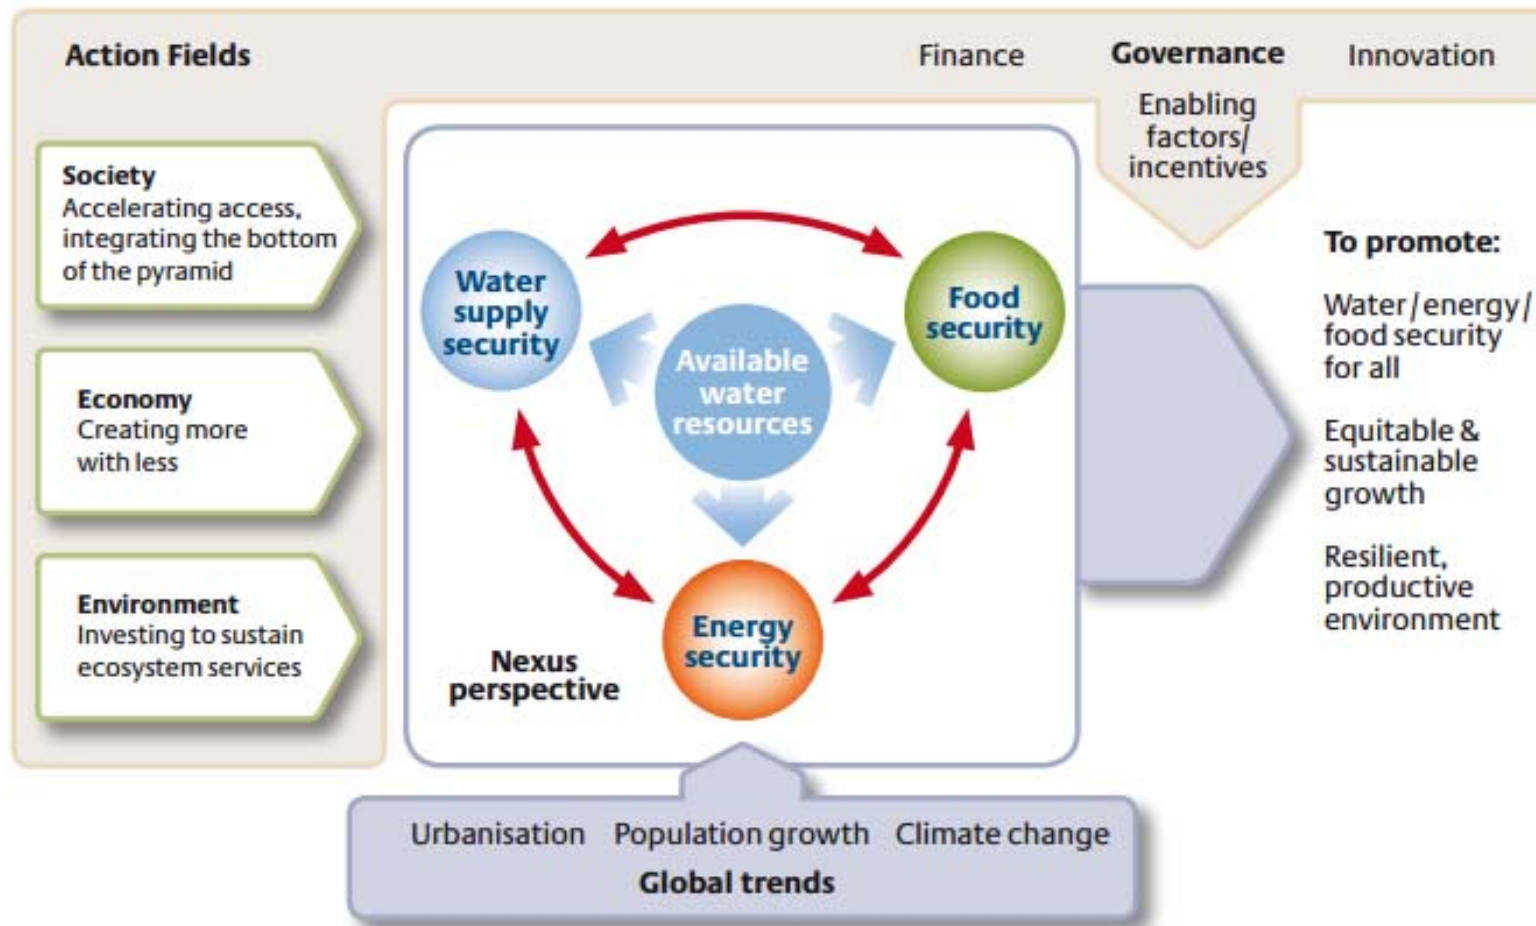 Action Fields
Finance
Governance
Innovation
Enabling
factors/
incentives
Society
Accelerating access,
integrating the bottom
of the pyramid
Economy
Creating more
with less
Environment
Investing to sustain
ecosystem services
Water
supply
security
Food
security
Available
water
resources
Energy
security
Nexus
perspective
To promote:
Water / energy /
food security
for all
Equitable &
sustainable
growth
Resilient,
productive
environment
Urbanisation
Population growth
Climate change
Global trends